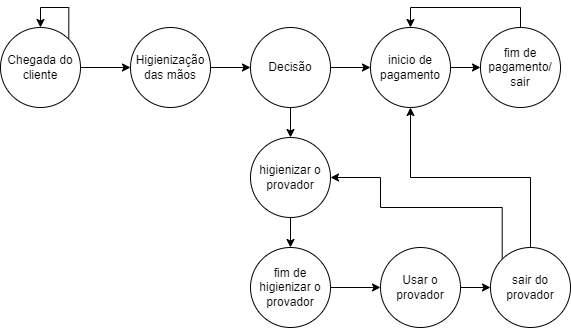 Chegada do
cliente
Higienização
das mãos
Decisão
inicio de
pagamento
fim de
pagamento/
sair
higienizar o
provador
fim de
higienizar o
provador
Usar o
provador
sair do
provador